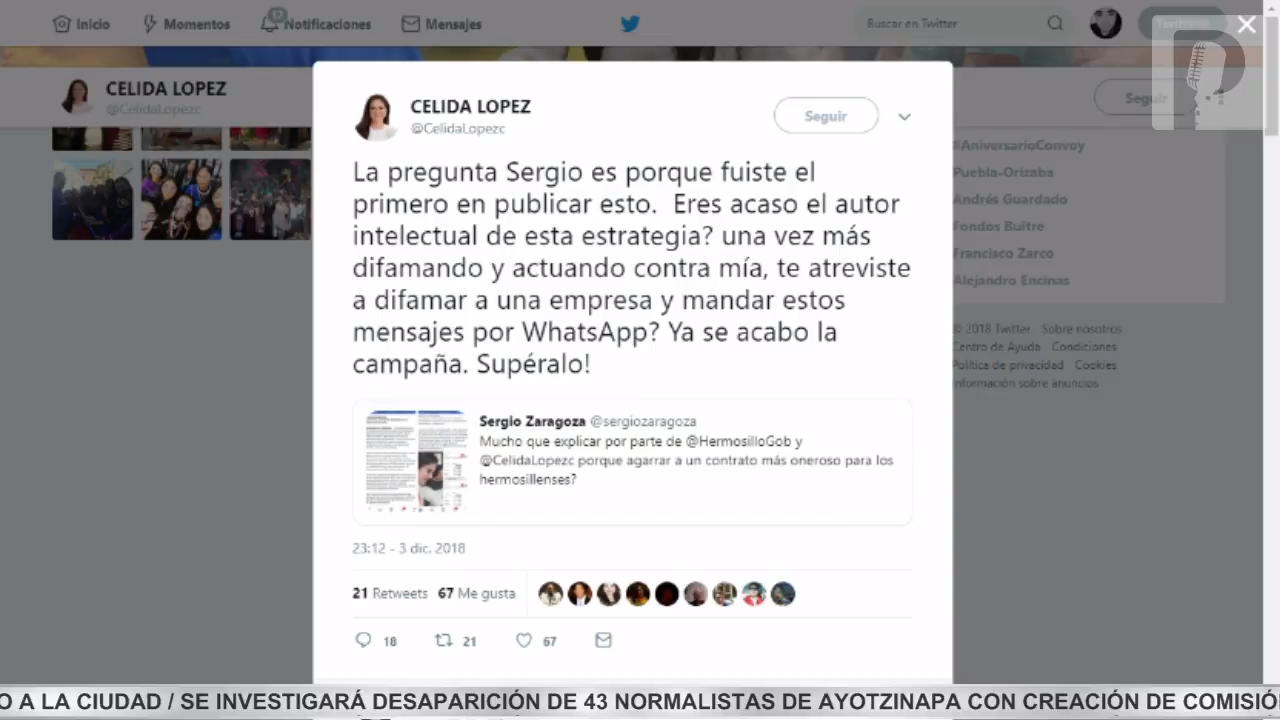 Inicio
Momentos
Notificaciones
Mensajes
Buscar en Twitter
CELIDA LOPEZ
@CelidaLopezc
Seguir
CELIDA LOPEZ
@CelidaLopezc
Seguir
La pregunta Sergio es porque fuiste el
primero en publicar esto.  Eres acaso el autor
intelectual de esta estrategia? una vez más
difamando y actuando contra mía, te atreviste
a difamar a una empresa y mandar estos
mensajes por WhatsApp? Ya se acabo la
campaña. Supéralo!
Sergio Zaragoza @sergiozaragoza
Mucho que explicar por parte de @HermosilloGob y
@CelidaLopezc porque agarrar a un contrato más oneroso para los
hermosillenses?
23:12 - 3 dic. 2018
21 Retweets 67 Me gusta
18 21 67
#AniversarioConvoy
Puebla-Orizaba
Andrés Guardado
Fondos Buitre
Francisco Zarco
Alejandro Encinas
© 2018 Twitter Sobre nosotros
Centro de Ayuda Condiciones
Política de privacidad Cookies
Información sobre anuncios
O A LA CIUDAD / SE INVESTIGARÁ DESAPARICIÓN DE 43 NORMALISTAS DE AYOTZINAPA CON CREACIÓN DE COMISIÓ